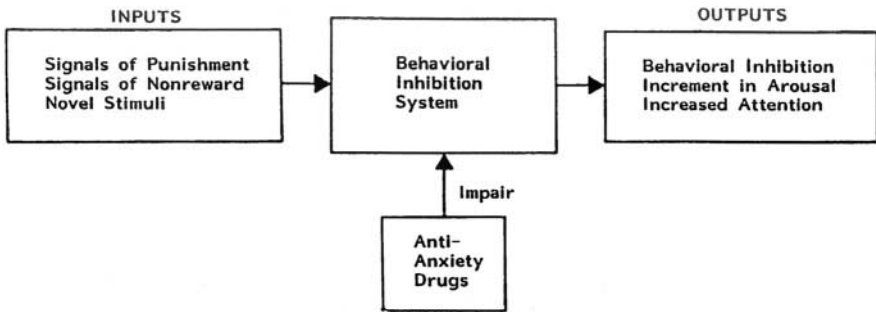 INPUTS
Signals of Punishment
Signals of Nonreward
Novel Stimuli
Behavioral
Inhibition
System
OUTPUTS
Behavioral Inhibition
Increment in Arousal
Increased Attention
Impair
Anti-
Anxiety
Drugs